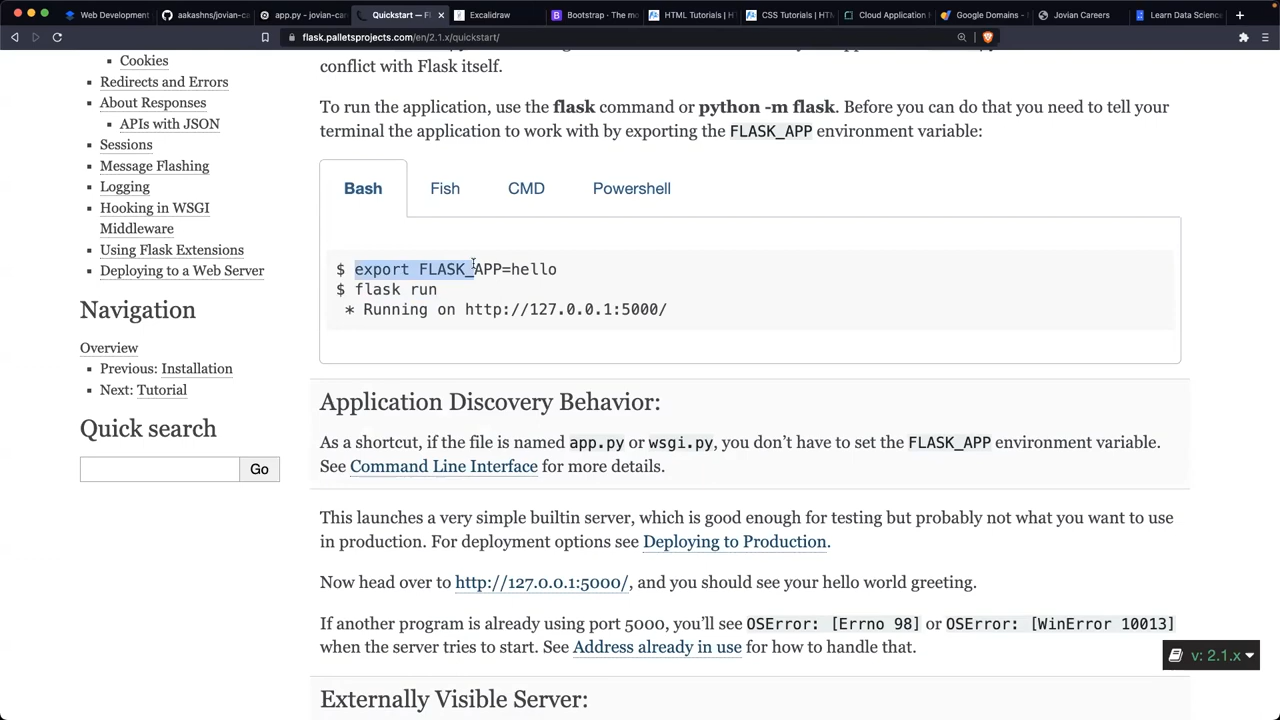 Web Development
aakashns/jovian-ca
app.py - jovian-car
Quickstart — Fl
Excalidraw
Bootstrap · The mo
HTML Tutorials | H
CSS Tutorials | HTM
Cloud Application H
Google Domains -
Jovian Careers
Learn Data Science
flask.palletsprojects.com/en/2.1.x/quickstart/
Cookies
Redirects and Errors
About Responses
APIs with JSON
Sessions
Message Flashing
Logging
Hooking in WSGI
Middleware
Using Flask Extensions
Deploying to a Web Server
Navigation
Overview
Previous: Installation
Next: Tutorial
Quick search
Go
conflict with Flask itself.
To run the application, use the flask command or python -m flask. Before you can do that you need to tell your
terminal the application to work with by exporting the FLASK_APP environment variable:
Bash Fish CMD Powershell
$ export FLASK_APP=hello
$ flask run
* Running on http://127.0.0.1:5000/
Application Discovery Behavior:
As a shortcut, if the file is named app.py or wsgi.py, you don’t have to set the FLASK_APP environment variable.
See Command Line Interface for more details.
This launches a very simple builtin server, which is good enough for testing but probably not what you want to use
in production. For deployment options see Deploying to Production.
Now head over to http://127.0.0.1:5000/, and you should see your hello world greeting.
If another program is already using port 5000, you’ll see OSError: [Errno 98] or OSError: [WinError 10013]
when the server tries to start. See Address already in use for how to handle that.
v: 2.1.x
Externally Visible Server: